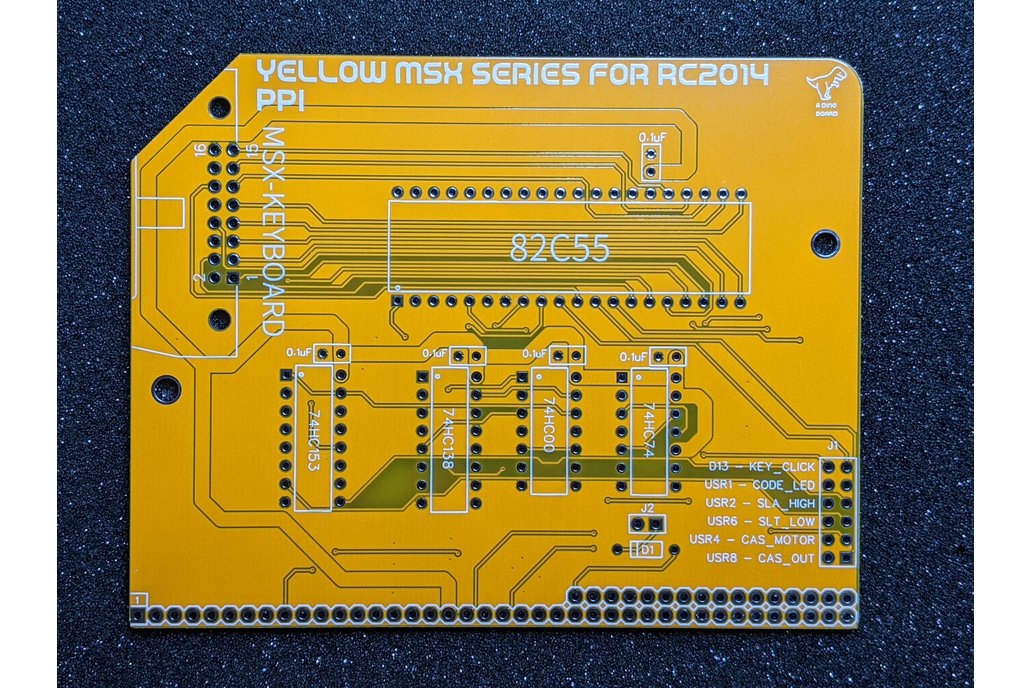 YELLOW MSX SERIES FOR RC2014
PPI
A DINO
BOARD
0.1uF
16
15
MSX-KEYBOARD
2
1
82C55
0.1uF
0.1uF
0.1uF
0.1uF
74HC153
74HC138
74HC00
74HC74
J1
D13 - KEY_CLICK
USR1 - CODE_LED
USR2 - SLA_HIGH
USR6 - SLT_LOW
USR4 - CAS_MOTOR
USR8 - CAS_OUT
J2
D1
1